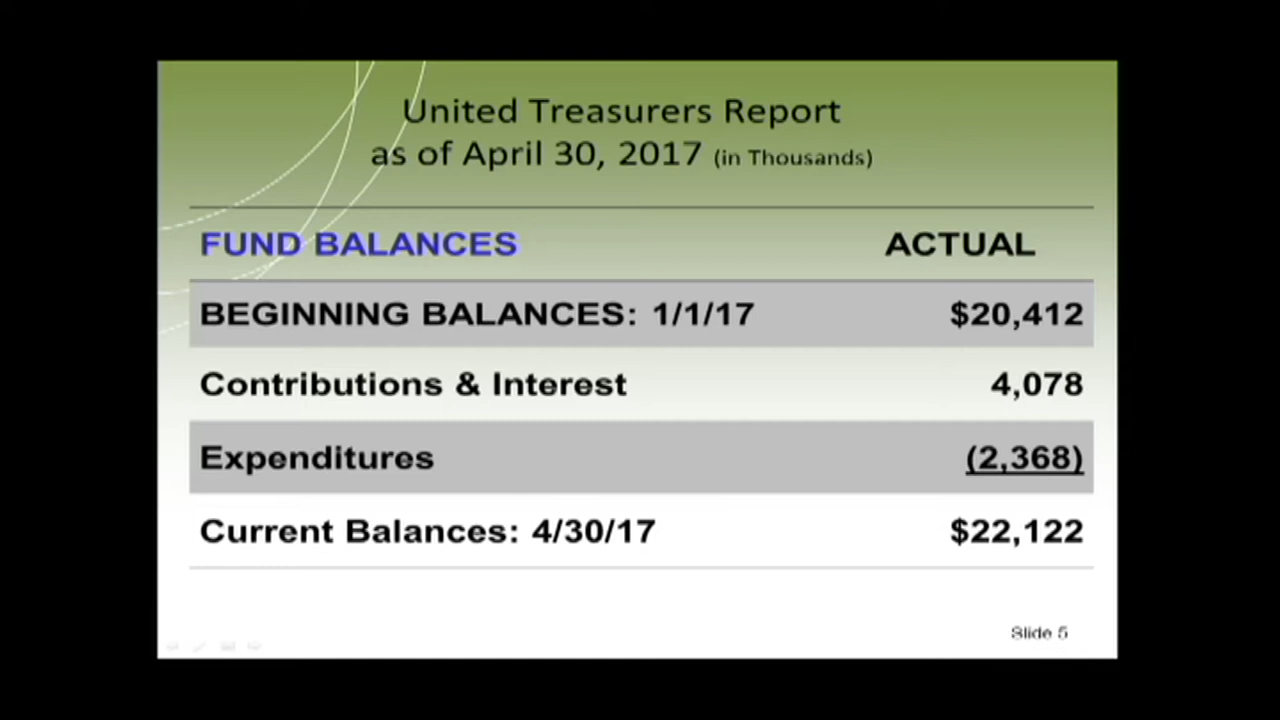 United Treasurers Report
as of April 30, 2017 (in Thousands)
FUND BALANCES ACTUAL
BEGINNING BALANCES: 1/1/17 $20,412
Contributions & Interest 4,078
Expenditures (2,368)
Current Balances: 4/30/17 $22,122
Slide 5